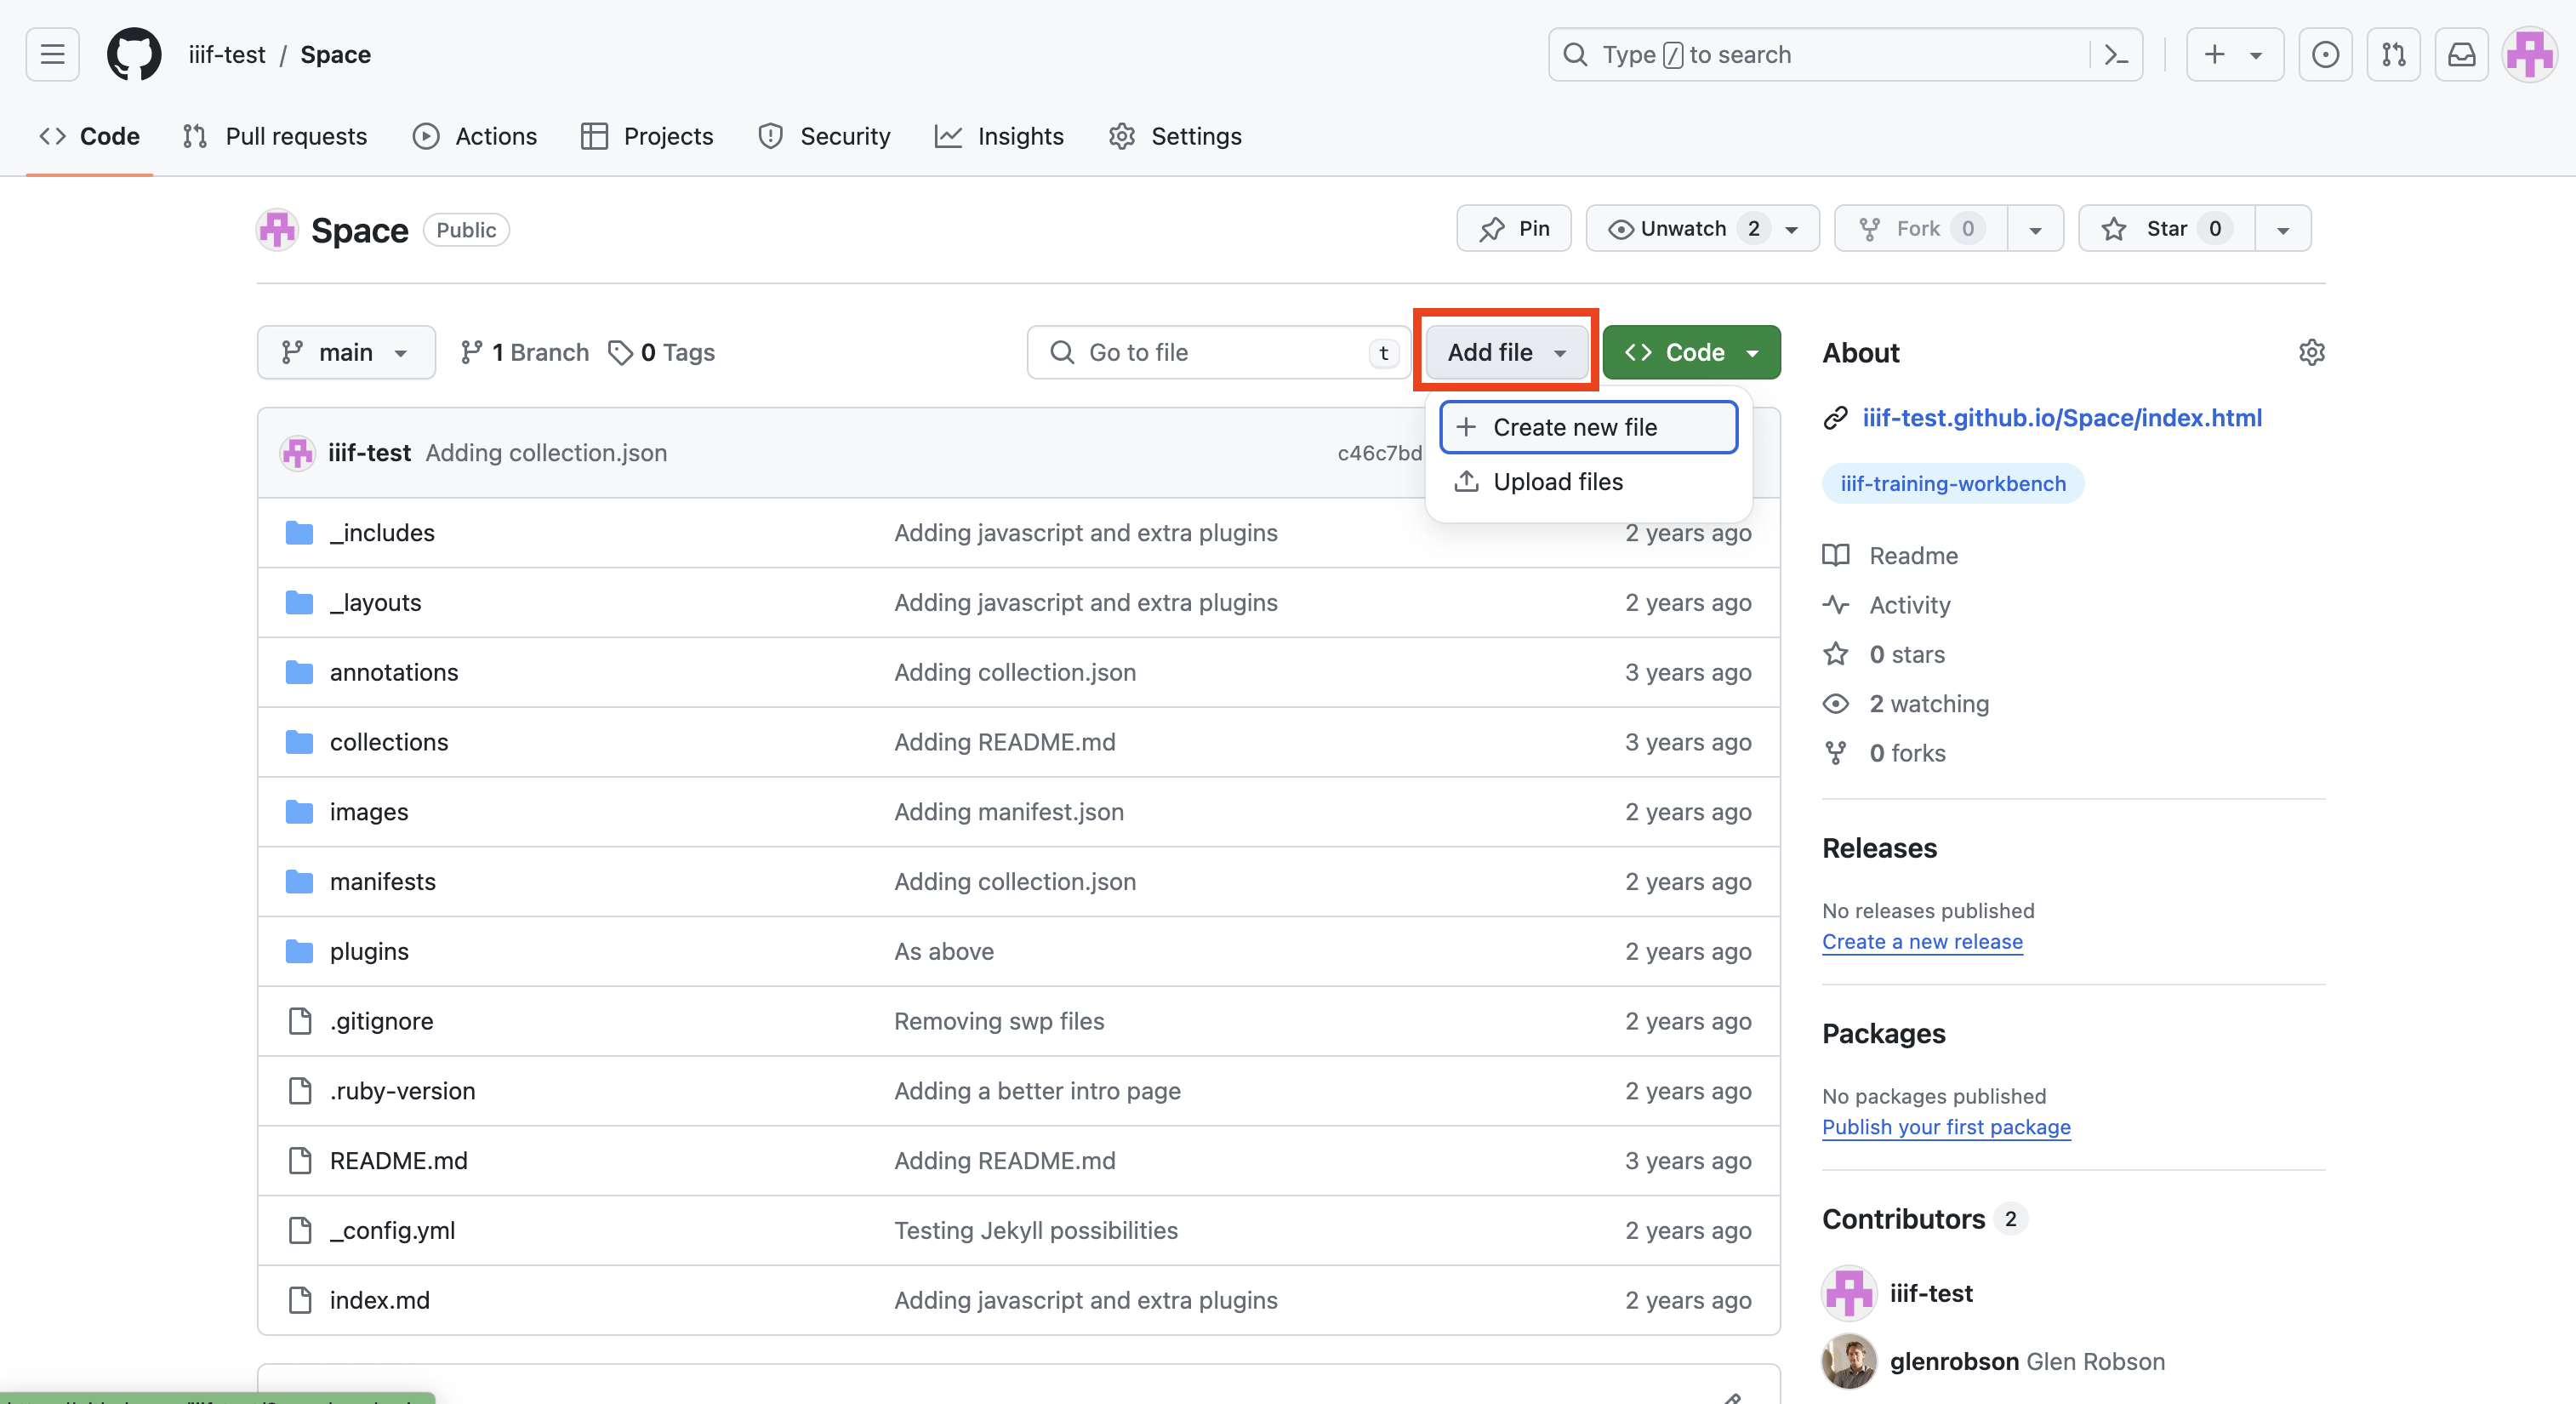 iiif-test / Space
Type / to search
Code Pull requests Actions Projects Security Insights Settings
Space Public
Pin Unwatch 2 Fork 0 Star 0
main 1 Branch 0 Tags Go to file t Add file Code
Create new file
Upload files
iiif-test Adding collection.json c46c7bd
_includes Adding javascript and extra plugins 2 years ago
_layouts Adding javascript and extra plugins 2 years ago
annotations Adding collection.json 3 years ago
collections Adding README.md 3 years ago
images Adding manifest.json 2 years ago
manifests Adding collection.json 2 years ago
plugins As above 2 years ago
.gitignore Removing swp files 2 years ago
.ruby-version Adding a better intro page 2 years ago
README.md Adding README.md 3 years ago
_config.yml Testing Jekyll possibilities 2 years ago
index.md Adding javascript and extra plugins 2 years ago
About
iiif-test.github.io/Space/index.html
iiif-training-workbench
Readme
Activity
0 stars
2 watching
0 forks
Releases
No releases published
Create a new release
Packages
No packages published
Publish your first package
Contributors 2
iiif-test
glenrobson Glen Robson